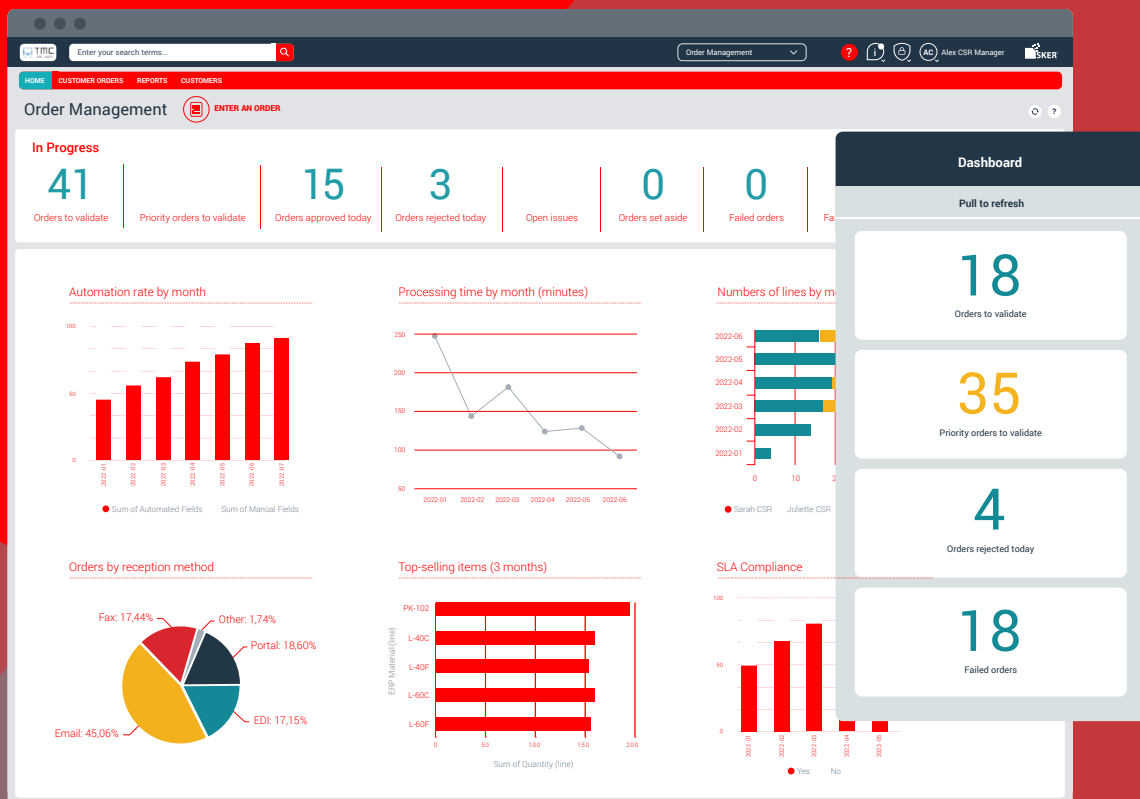 TMC
Enter your search terms...
Order Management
?
i
AC
Alex CSR Manager
SKER
HOME
CUSTOMER ORDERS
REPORTS
CUSTOMERS
Order Management
ENTER AN ORDER
?
In Progress
41
Orders to validate
Priority orders to validate
15
Orders approved today
3
Orders rejected today
Open issues
0
Orders set aside
0
Failed orders
Fa
Automation rate by month
100
50
0
2022-01
2022-02
2022-03
2022-04
2022-05
2022-06
2022-07
Sum of Automated Fields
Sum of Manual Fields
Processing time by month (minutes)
250
200
150
100
50
2022-01
2022-02
2022-03
2022-04
2022-05
2022-06
Numbers of lines by m
2022-06
2022-05
2022-04
2022-03
2022-02
2022-01
0
10
2
Sarah CSR
Juliette CSR
Orders by reception method
Fax: 17,44%
Other: 1,74%
Portal: 18,60%
EDI: 17,15%
Email: 45,06%
Top-selling items (3 months)
ERP Material (line)
PK-102
L-40C
L-40F
L-60C
L-60F
0
50
100
150
200
Sum of Quantity (line)
SLA Compliance
100
50
0
2022-01
2022-02
2022-03
2022-04
2022-05
Yes
No
Dashboard
Pull to refresh
18
Orders to validate
35
Priority orders to validate
4
Orders rejected today
18
Failed orders